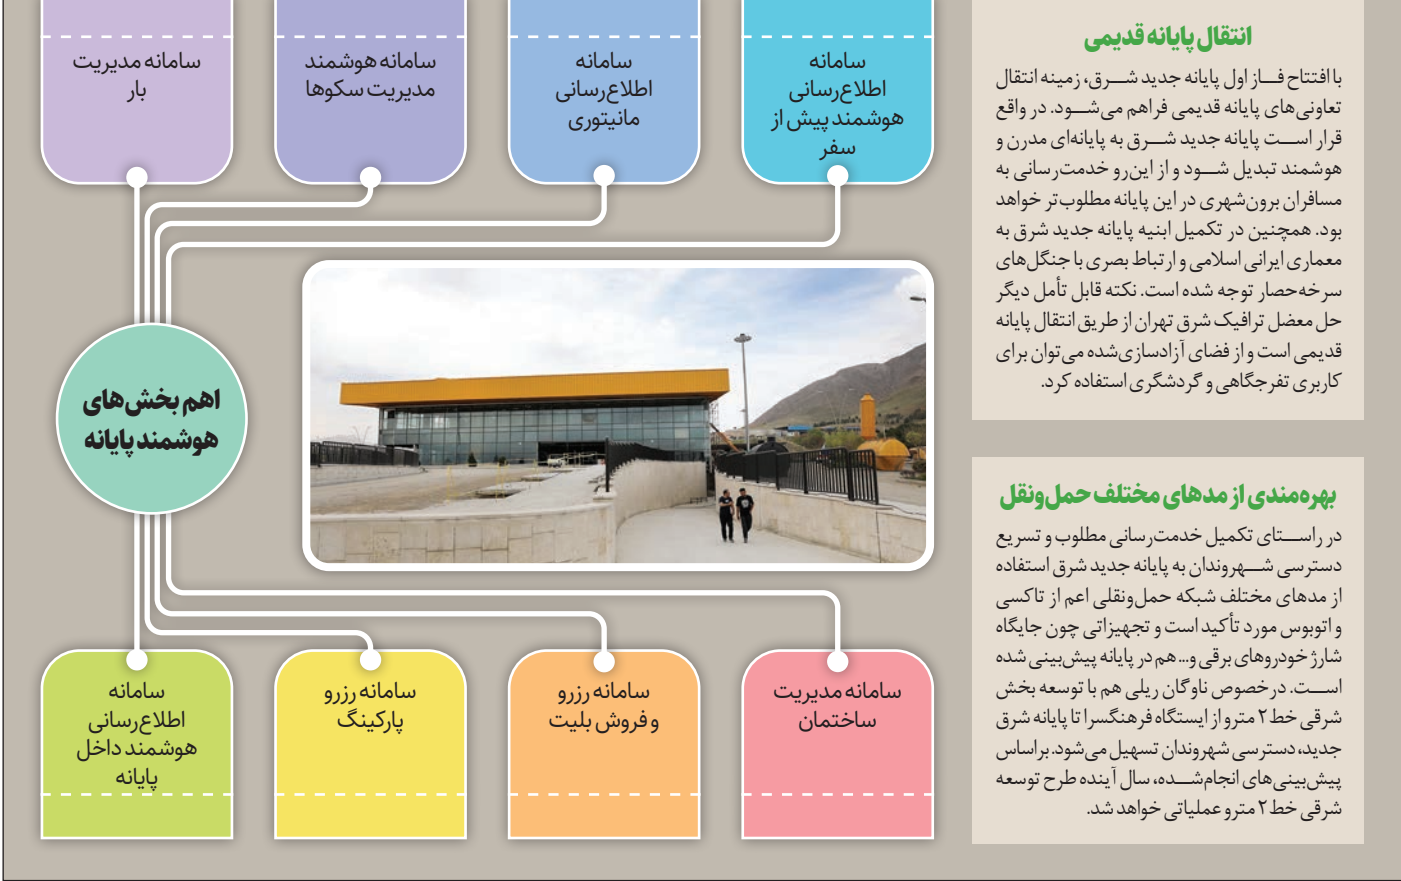 انتقال پایانه قدیمی
با افتتاح فاز اول پایانه جدید شرق، زمینه انتقال
تعاونی‌های پایانه قدیمی فراهم می‌شود. در واقع
قرار است پایانه جدید شرق به پایانه‌ای مدرن و
هوشمند تبدیل شود و از این‌رو خدمت‌رسانی به
مسافران برون‌شهری در این پایانه مطلوب‌تر خواهد
بود. همچنین در تکمیل ابنیه پایانه جدید شرق به
معماری ایرانی اسلامی و ارتباط بصری با جنگل‌های
سرخه‌حصار توجه شده است. نکته قابل تأمل دیگر
حل معضل ترافیک شرق تهران از طریق انتقال پایانه
قدیمی است و از فضای آزادسازی‌شده می‌توان برای
کاربری تفرجگاهی و گردشگری استفاده کرد.
بهره‌مندی از مدهای مختلف حمل‌ونقل
در راستای تکمیل خدمت‌رسانی مطلوب و تسریع
دسترسی شهروندان به پایانه جدید شرق استفاده
از مدهای مختلف شبکه حمل‌ونقلی اعم از تاکسی
و اتوبوس مورد تأکید است و تجهیزاتی چون جایگاه
شارژ خودروهای برقی و... هم در پایانه پیش‌بینی شده
است. درخصوص ناوگان ریلی هم با توسعه بخش
شرقی خط ۲ مترو از ایستگاه فرهنگسرا تا پایانه شرق
جدید، دسترسی شهروندان تسهیل می‌شود. براساس
پیش‌بینی‌های انجام‌شده، سال آینده طرح توسعه
شرقی خط ۲ مترو عملیاتی خواهد شد.
سامانه
اطلاع‌رسانی
هوشمند پیش از
سفر
سامانه
اطلاع‌رسانی
مانیتوری
سامانه هوشمند
مدیریت سکوها
سامانه مدیریت
بار
اهم بخش‌های
هوشمند پایانه
سامانه مدیریت
ساختمان
سامانه رزرو
و فروش بلیت
سامانه رزرو
پارکینگ
سامانه
اطلاع‌رسانی
هوشمند داخل
پایانه